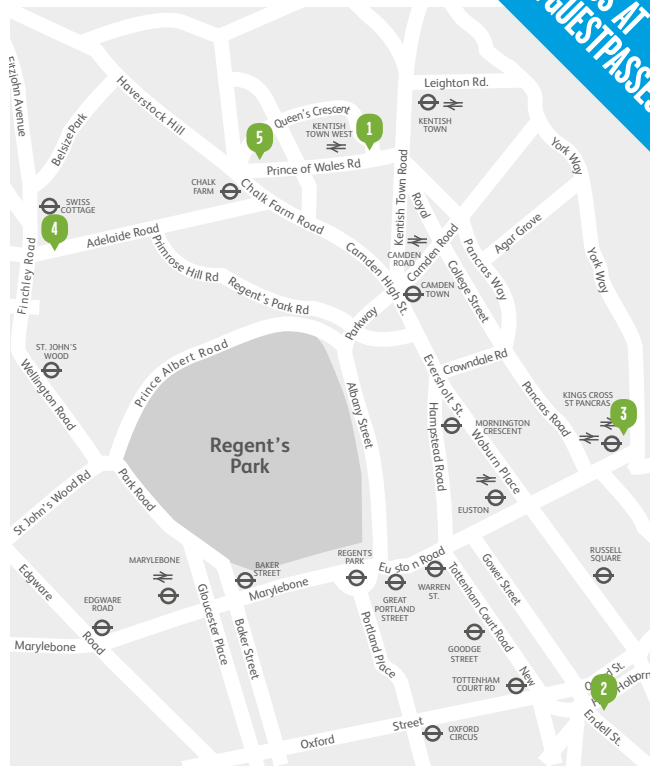 AT
GUESTPASSES
Leighton Rd.
KENTISH
TOWN
Queen's Crescent
KENTISH
TOWN WEST
1
5
Prince of Wales Rd
Haverstock Hill
Belsize Park
CHALK
FARM
Chalk Farm Road
Kentish Town Road
Royal
York Way
York Way
Agar Grove
SWISS
COTTAGE
4
Adelaide Road
Finchley Road
Primrose Hill Rd
Regent's Park Rd
CAMDEN
ROAD
Camden Road
Camden High St.
College Street
Pancras Way
CAMDEN
TOWN
Parkway
ST. JOHN'S
WOOD
Wellington Road
Prince Albert Road
Albany Street
Eversholt St.
Crowndale Rd
Pancras Road
KINGS CROSS
ST PANCRAS
3
Regent's
Park
Hampstead Road
MORNINGTON
CRESCENT
Woburn Place
EUSTON
St John's Wood Rd
Park Road
Edgware
Road
MARYLEBONE
EDGWARE
ROAD
Marylebone
BAKER
STREET
Marylebone
REGENTS
PARK
Euston Road
GREAT
PORTLAND
STREET
WARREN
ST.
Gower Street
Tottenham Court Road
RUSSELL
SQUARE
Gloucester Place
Baker Street
Portland Place
GOODGE
STREET
TOTTENHAM
COURT RD
New
2
Endell St.
Oxford
Street
OXFORD
CIRCUS